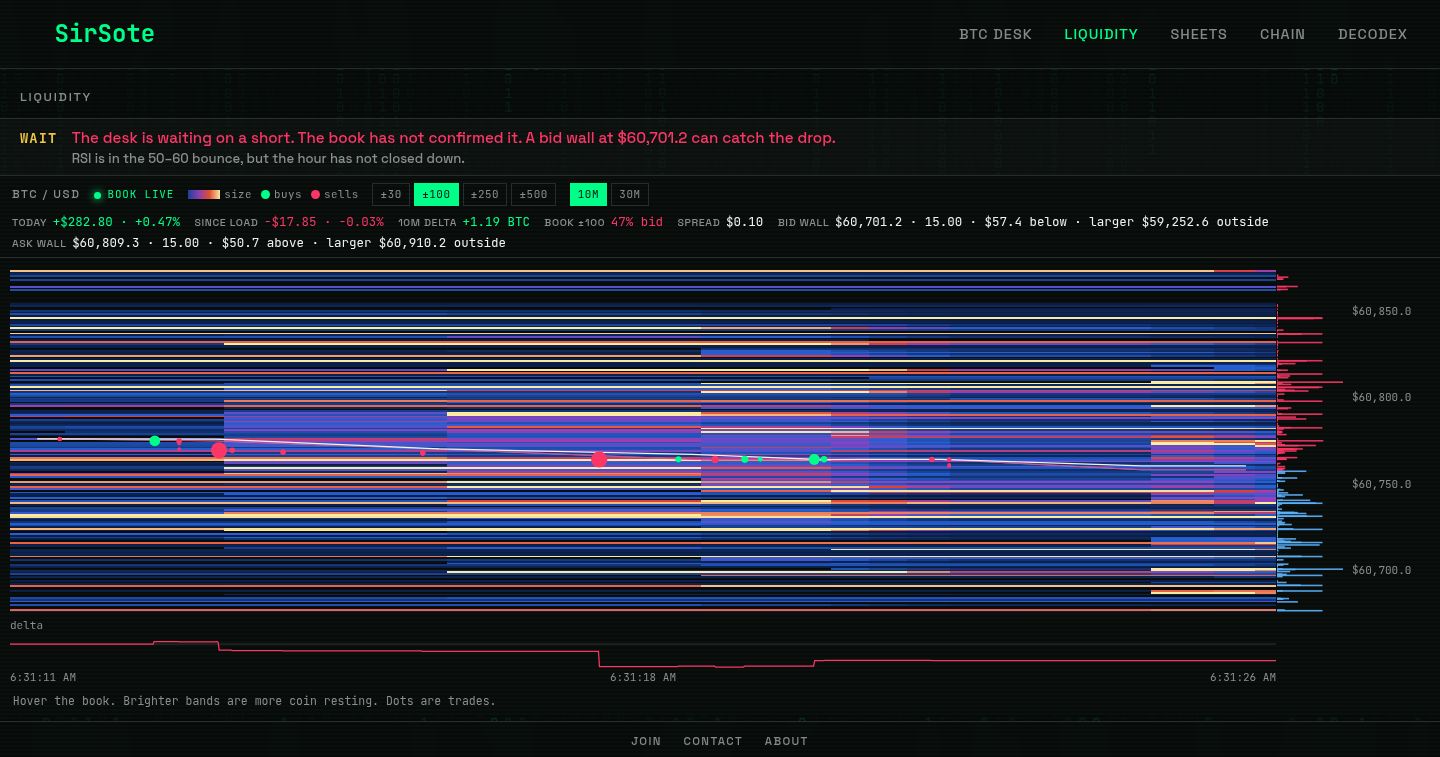 SirSote
BTC DESK LIQUIDITY SHEETS CHAIN DECODEX
LIQUIDITY
WAIT The desk is waiting on a short. The book has not confirmed it. A bid wall at $60,701.2 can catch the drop.
RSI is in the 50–60 bounce, but the hour has not closed down.
BTC / USD BOOK LIVE size buys sells ±30 ±100 ±250 ±500 10M 30M
TODAY +$282.80 · +0.47% SINCE LOAD -$17.85 · -0.03% 10M DELTA +1.19 BTC BOOK ±100 47% bid SPREAD $0.10 BID WALL $60,701.2 · 15.00 · $57.4 below · larger $59,252.6 outside
ASK WALL $60,809.3 · 15.00 · $50.7 above · larger $60,910.2 outside
$60,850.0
$60,800.0
$60,750.0
$60,700.0
delta
6:31:11 AM 6:31:18 AM 6:31:26 AM
Hover the book. Brighter bands are more coin resting. Dots are trades.
JOIN CONTACT ABOUT